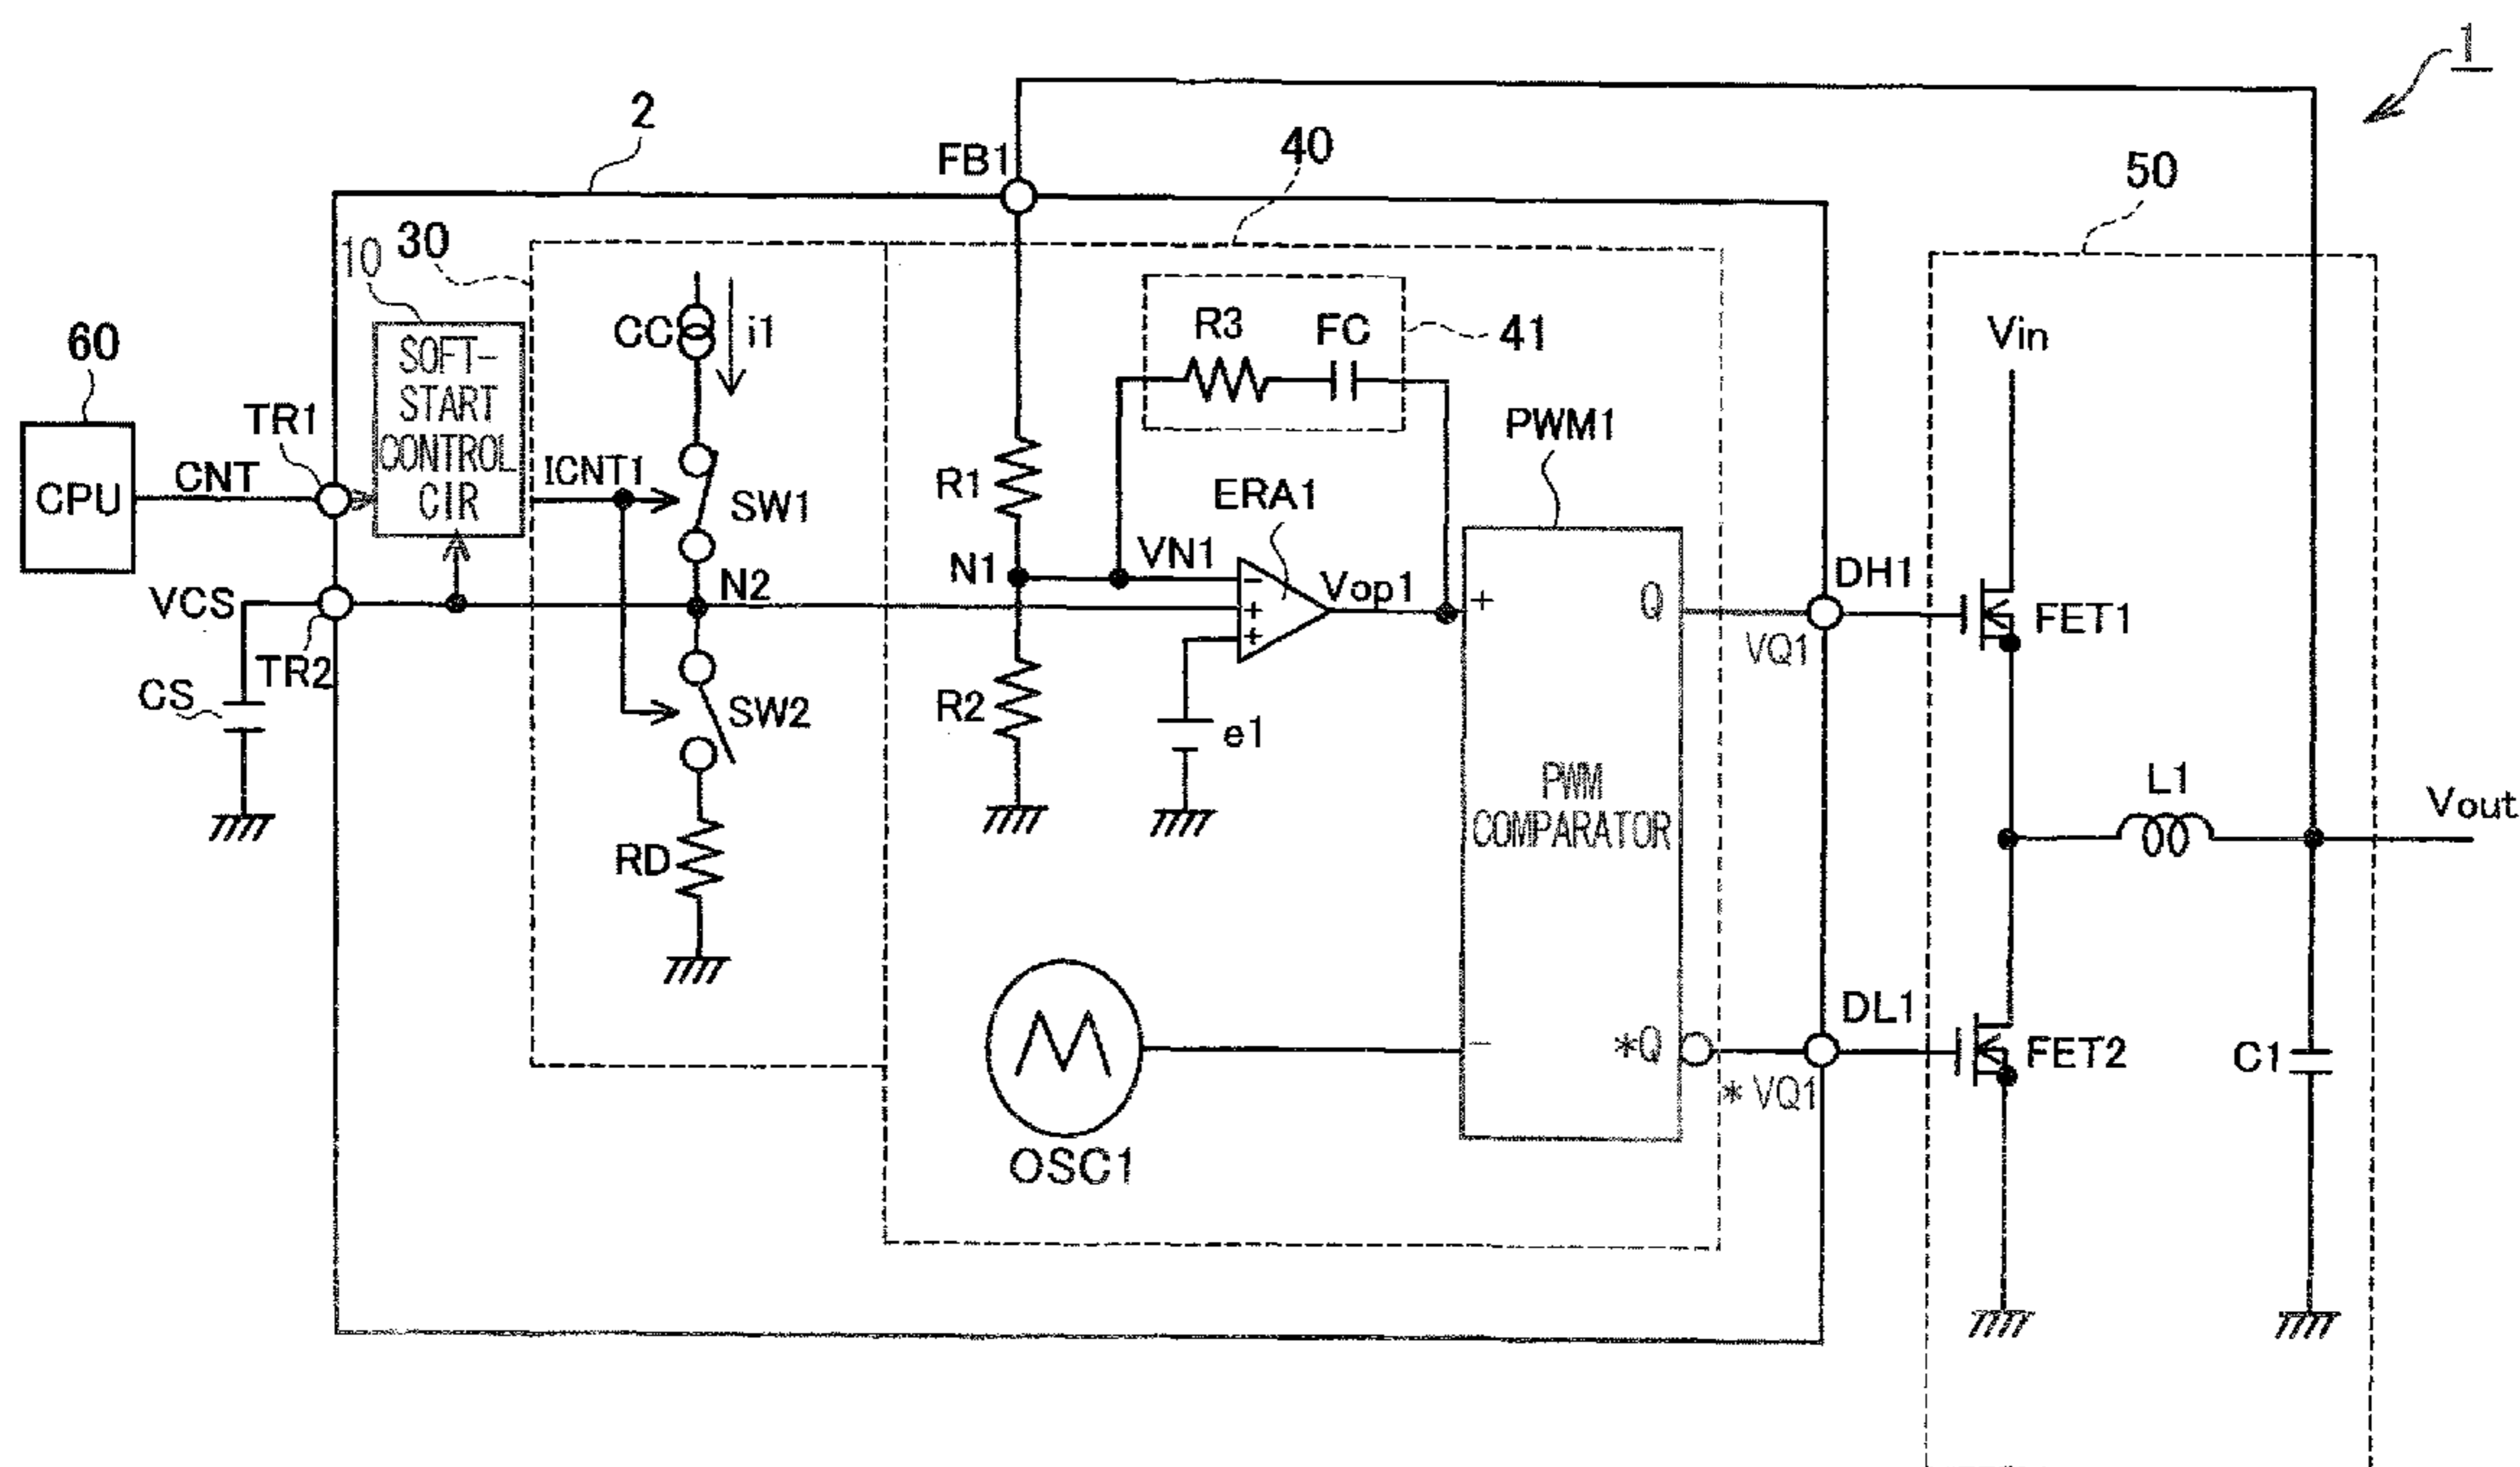 1
2
FB1
40
50
10
30
CC
i1
R3
FC
41
Vin
60
SOFT-
START
CONTROL
CIR
TR1
CNT
CPU
ICNT1
SW1
R1
ERA1
PWM1
N1
VN1
Vop1
N2
+
Q
DH1
VQ1
FET1
VCS
TR2
CS
SW2
R2
e1
-
+
+
PWM
COMPARATOR
L1
Vout
RD
OSC1
-
*Q
DL1
*VQ1
FET2
C1